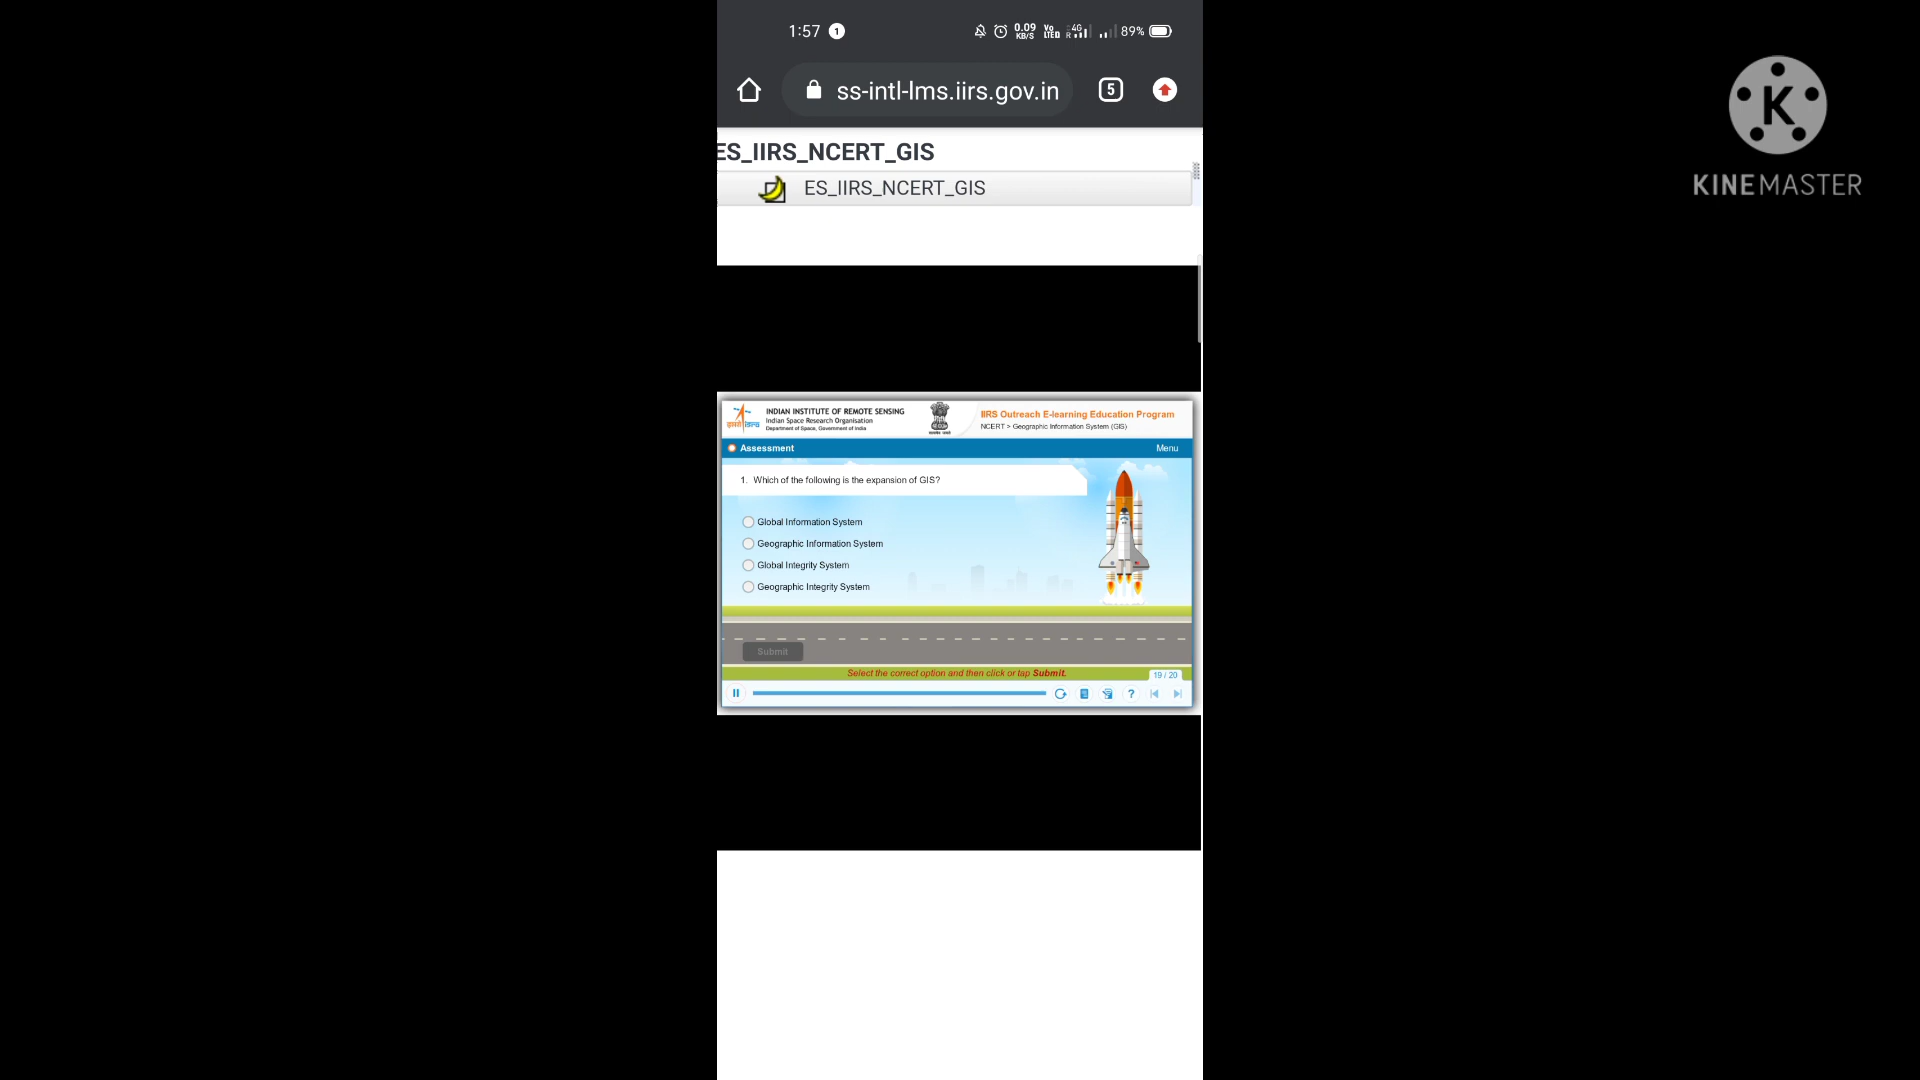 1:57 1 0.09 KB/S Vo LTE 4G R 89%
ss-intl-lms.iirs.gov.in 5
K
KINEMASTER
ES_IIRS_NCERT_GIS
ES_IIRS_NCERT_GIS
INDIAN INSTITUTE OF REMOTE SENSING
Indian Space Research Organisation
Department of Space, Government of India
IIRS Outreach E-learning Education Program
NCERT > Geographic Information System (GIS)
Assessment Menu
1. Which of the following is the expansion of GIS?
Global Information System
Geographic Information System
Global Integrity System
Geographic Integrity System
Submit
Select the correct option and then click or tap Submit.
19 / 20
?